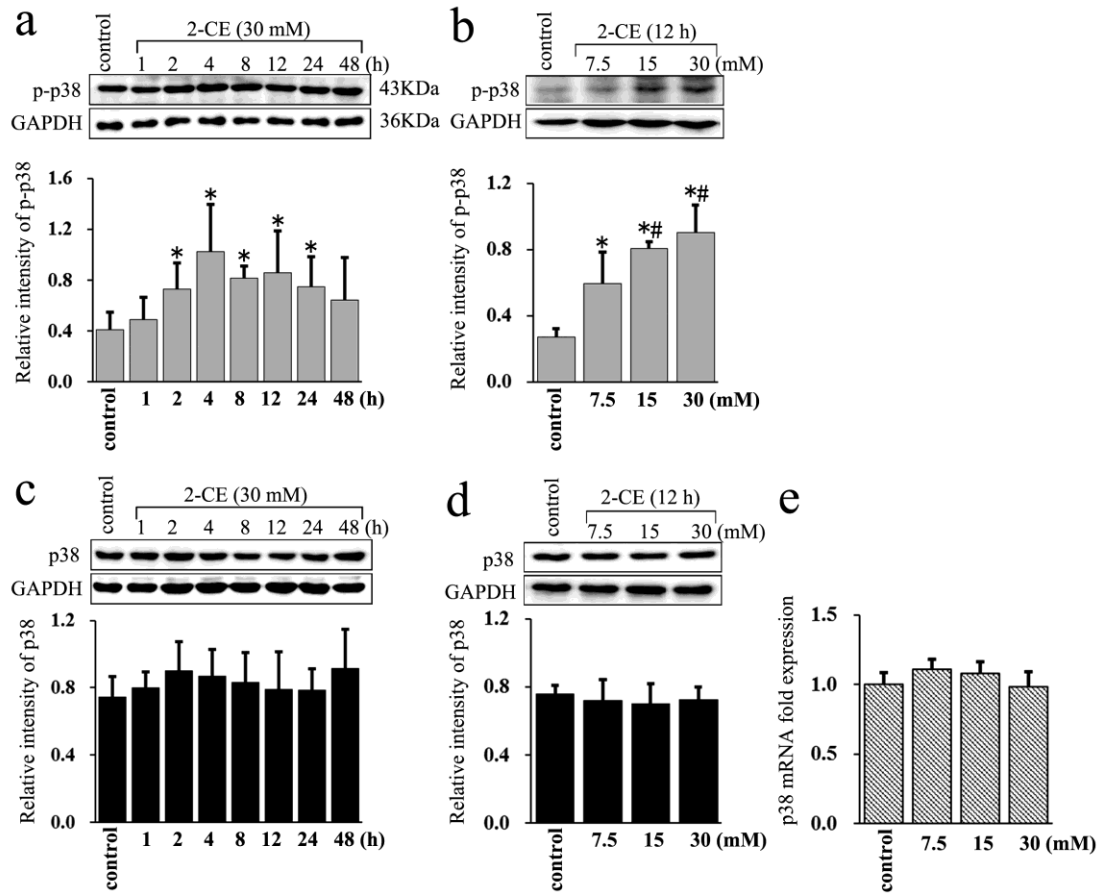 a
control
2-CE (30 mM)
1 2 4 8 12 24 48 (h)
p-p38 43KDa
GAPDH 36KDa
Relative intensity of p-p38
1.6
1.2
0.8
0.4
0.0
* * * * *
control 1 2 4 8 12 24 48 (h)
b
control
2-CE (12 h)
7.5 15 30 (mM)
p-p38
GAPDH
Relative intensity of p-p38
1.2
0.8
0.4
0.0
* *# *#
control 7.5 15 30 (mM)
c
control
2-CE (30 mM)
1 2 4 8 12 24 48 (h)
p38
GAPDH
Relative intensity of p38
1.2
0.8
0.4
0.0
control 1 2 4 8 12 24 48 (h)
d
control
2-CE (12 h)
7.5 15 30 (mM)
p38
GAPDH
Relative intensity of p38
1.2
0.8
0.4
0.0
control 7.5 15 30 (mM)
e
p38 mRNA fold expression
1.5
1.0
0.5
0.0
control 7.5 15 30 (mM)